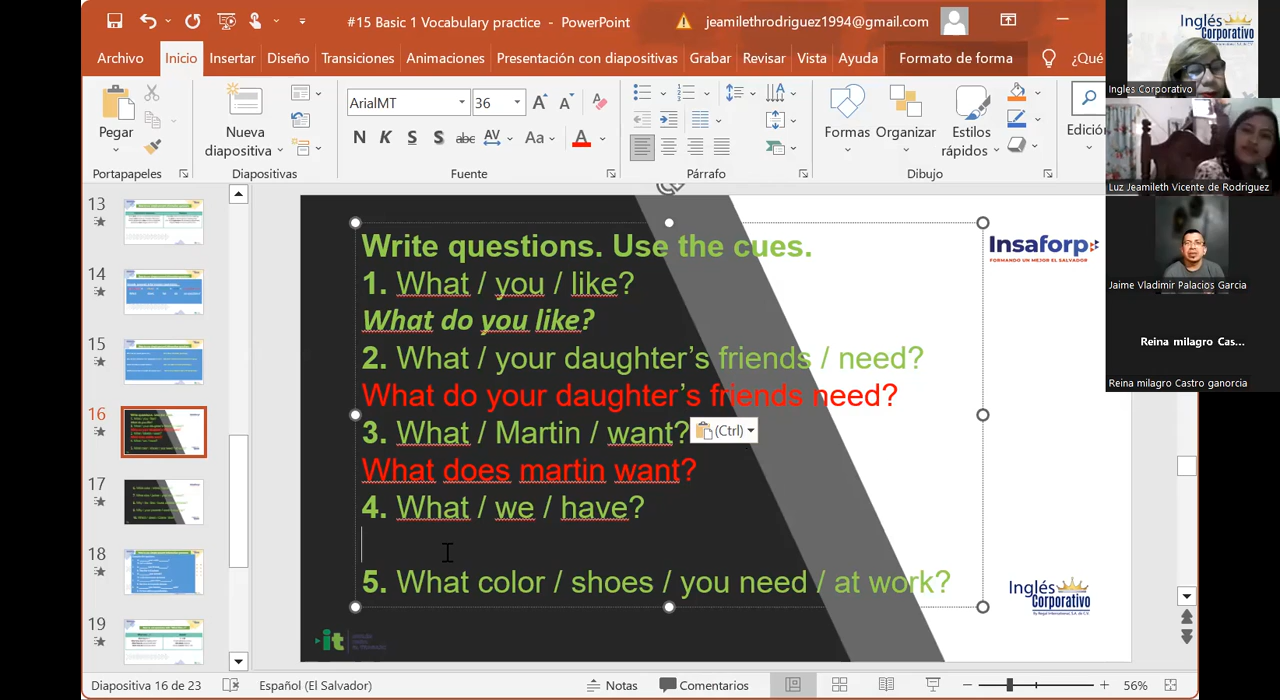 #15 Basic 1 Vocabulary practice - PowerPoint
jeamilethrodriguez1994@gmail.com
Archivo Inicio Insertar Diseño Transiciones Animaciones Presentación con diapositivas Grabar Revisar Vista Ayuda Formato de forma ¿Qué
Pegar
Nueva diapositiva
ArialMT 36
N K S S abc AV Aa A
Formas Organizar Estilos rápidos
Edición
Portapapeles Diapositivas Fuente Párrafo Dibujo
13
14
15
16
17
18
19
Write questions. Use the cues.
1. What / you / like?
What do you like?
2. What / your daughter’s friends / need?
What do your daughter’s friends need?
3. What / Martin / want?
(Ctrl)
What does martin want?
4. What / we / have?
5. What color / shoes / you need / at work?
Insaforp
FORMANDO UN MEJOR EL SALVADOR
Inglés
Corporativo
it
Diapositiva 16 de 23 Español (El Salvador) Notas Comentarios 56%
Inglés
Corporativo
Ingles Corporativo
Luz Jeamileth Vicente de Rodriguez
Jaime Vladimir Palacios Garcia
Reina milagro Cas...
Reina milagro Castro ganorcia